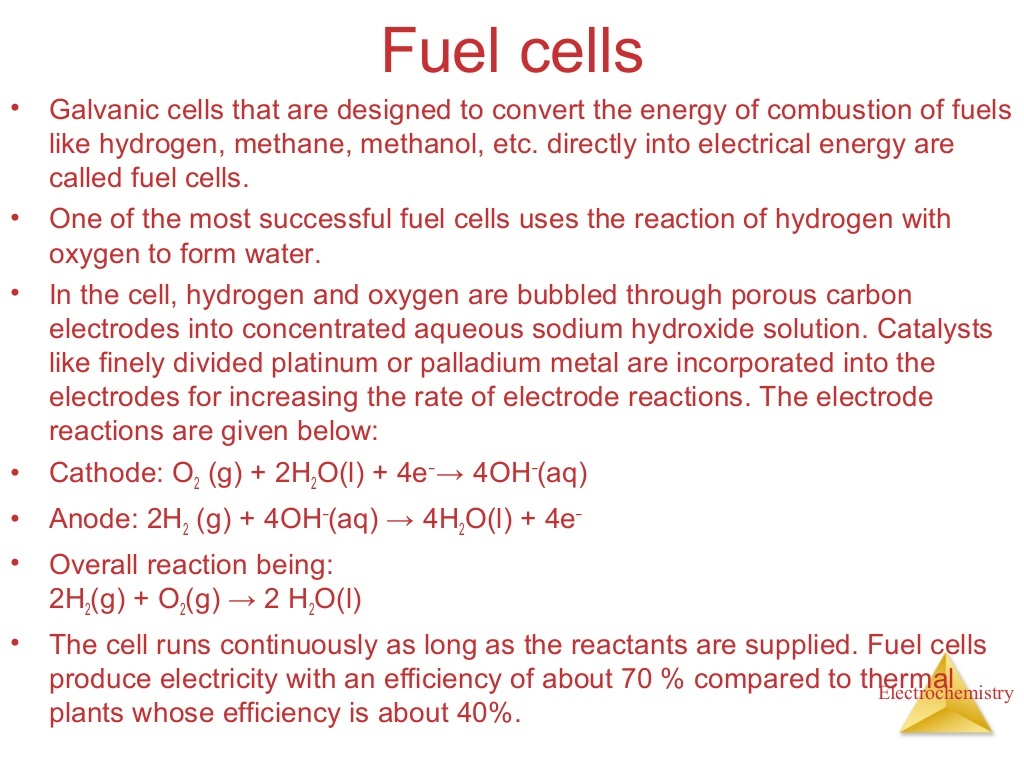 Fuel cells
• Galvanic cells that are designed to convert the energy of combustion of fuels
like hydrogen, methane, methanol, etc. directly into electrical energy are
called fuel cells.
• One of the most successful fuel cells uses the reaction of hydrogen with
oxygen to form water.
• In the cell, hydrogen and oxygen are bubbled through porous carbon
electrodes into concentrated aqueous sodium hydroxide solution. Catalysts
like finely divided platinum or palladium metal are incorporated into the
electrodes for increasing the rate of electrode reactions. The electrode
reactions are given below:
• Cathode: O₂ (g) + 2H₂O(l) + 4e⁻→ 4OH⁻(aq)
• Anode: 2H₂ (g) + 4OH⁻(aq) → 4H₂O(l) + 4e⁻
• Overall reaction being:
2H₂(g) + O₂(g) → 2 H₂O(l)
• The cell runs continuously as long as the reactants are supplied. Fuel cells
produce electricity with an efficiency of about 70 % compared to thermal
plants whose efficiency is about 40%.
Electrochemistry